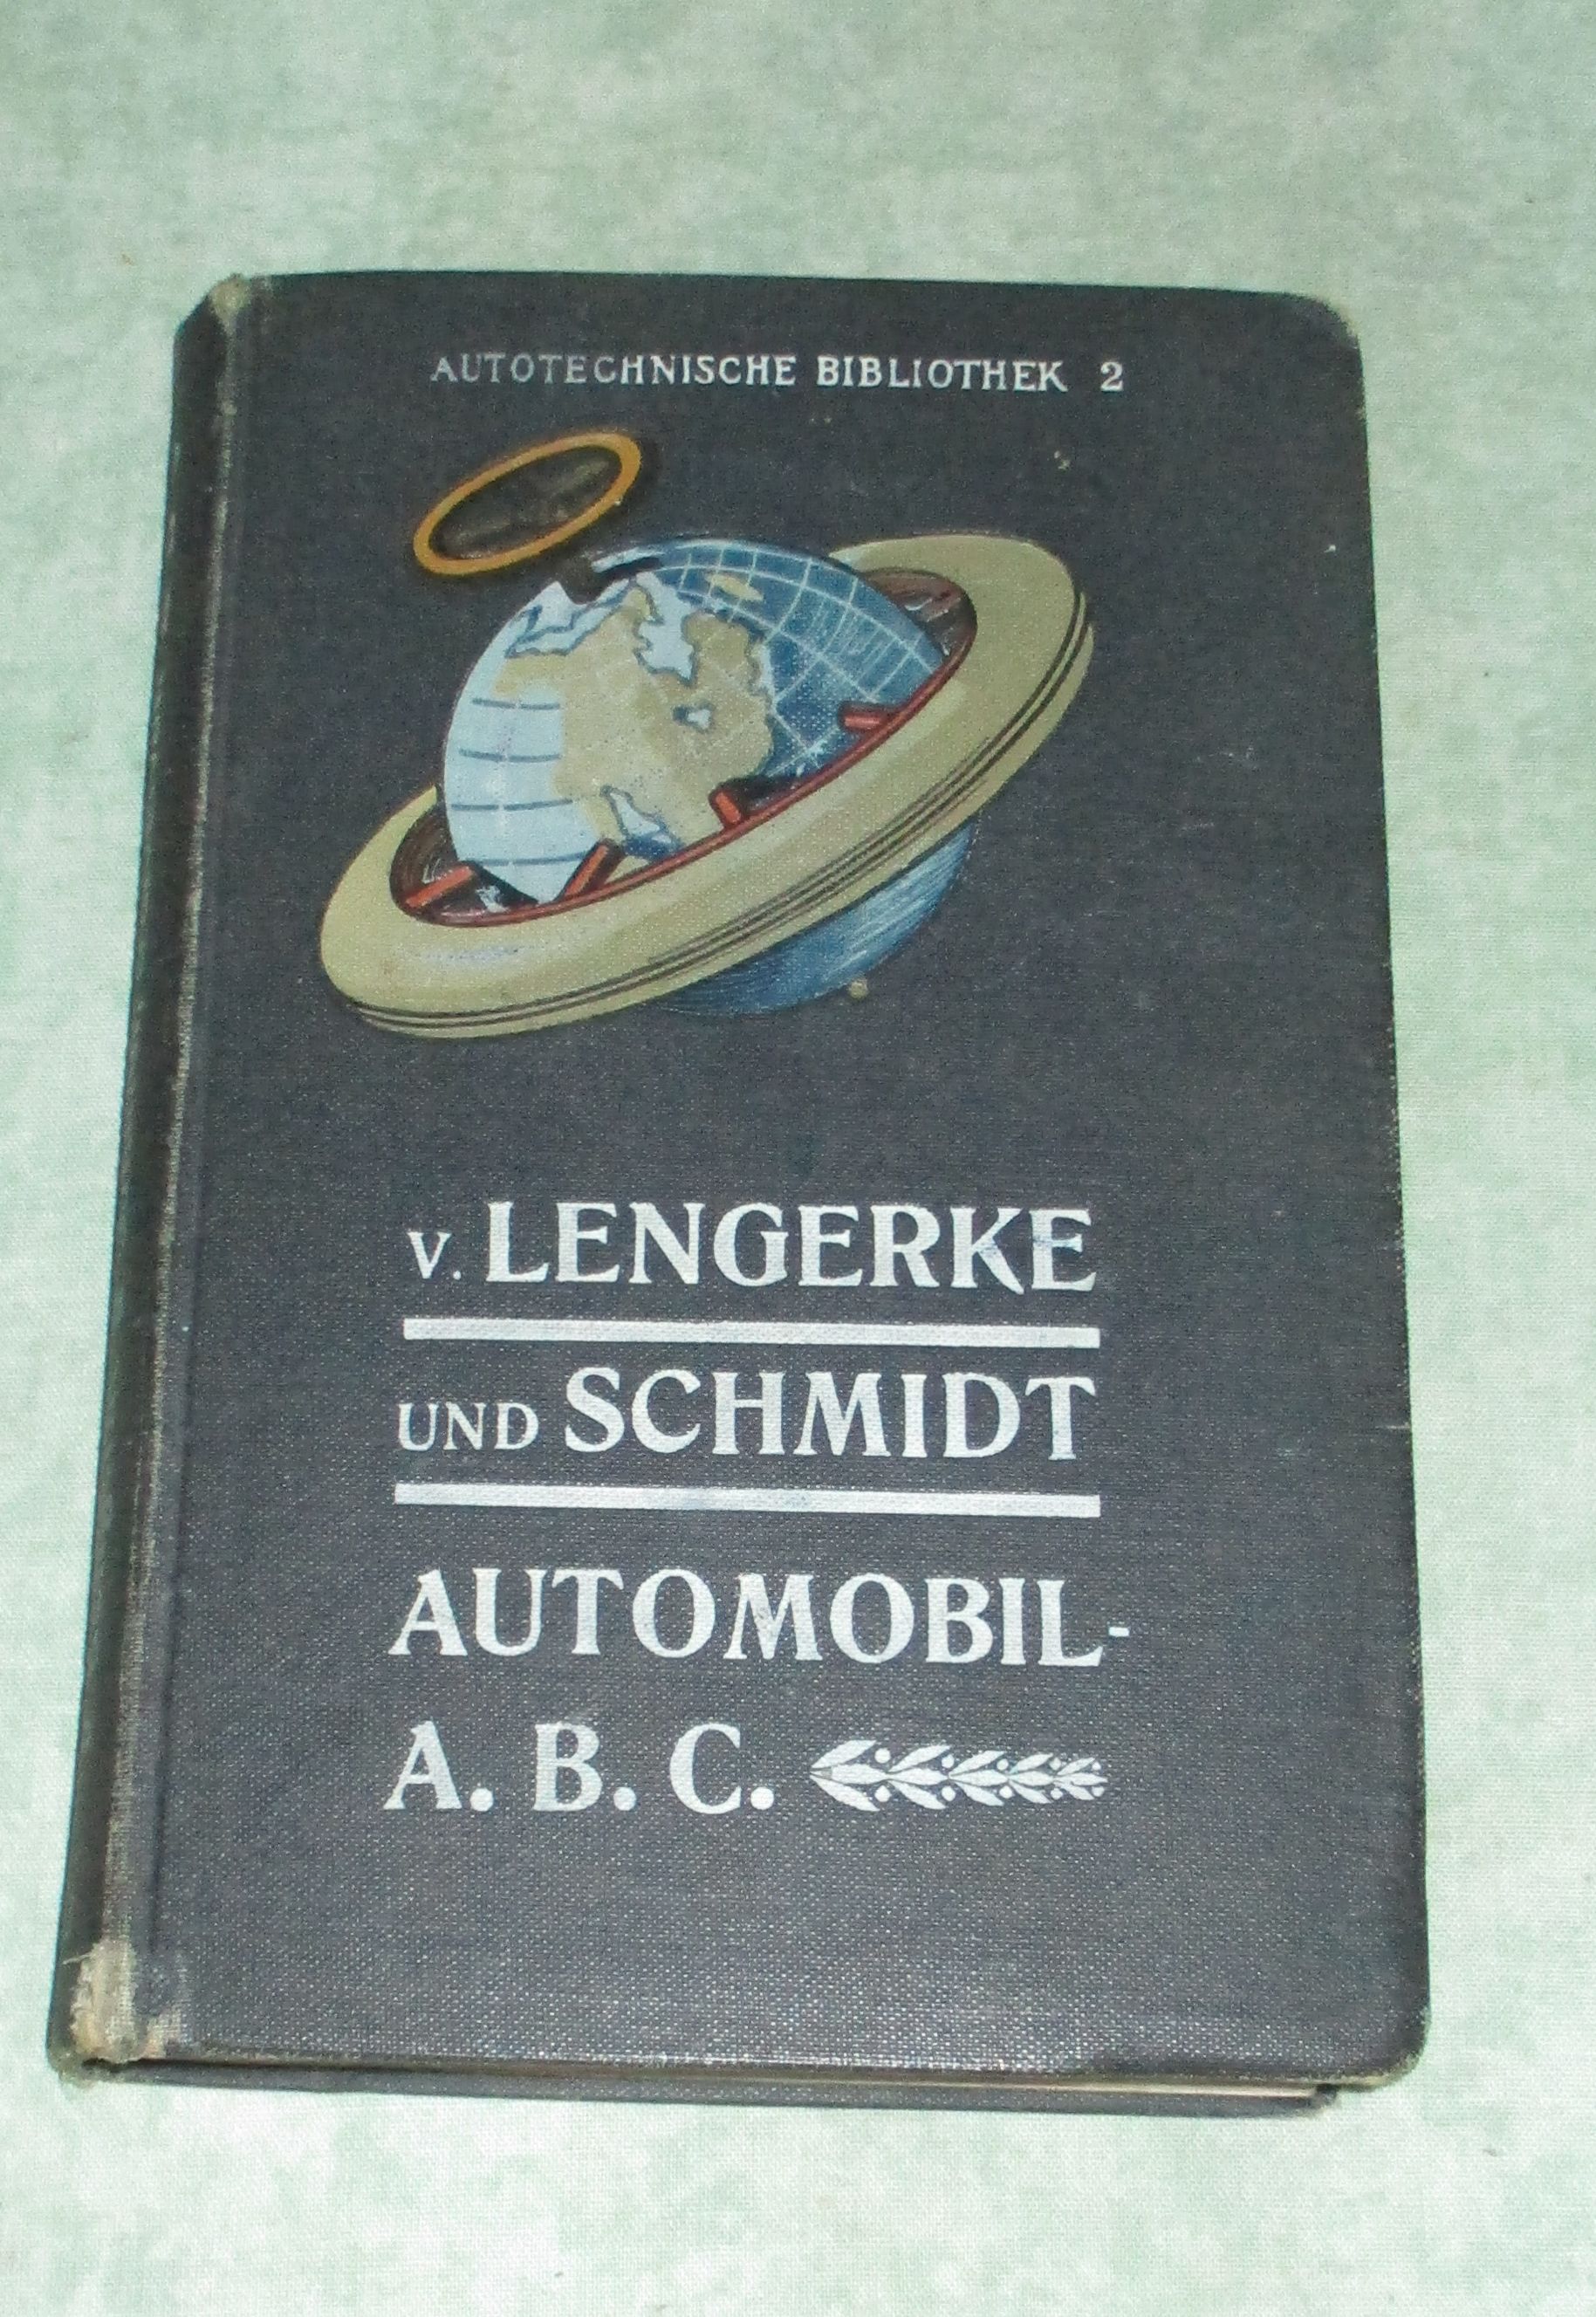 AUTOTECHNISCHE BIBLIOTHEK 2
V. LENGERKE
UND SCHMIDT
AUTOMOBIL-
A. B. C.